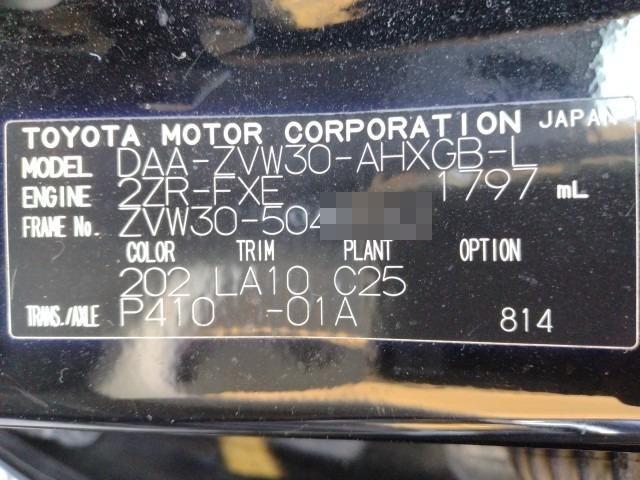 TOYOTA MOTOR CORPORATION JAPAN
MODEL DAA-ZVW30-AHXGB-L
ENGINE 2ZR-FXE 1797 mL
FRAME No. ZVW30-504
COLOR TRIM PLANT OPTION
202 LA10 C25
TRANS./AXLE P410 -01A 814